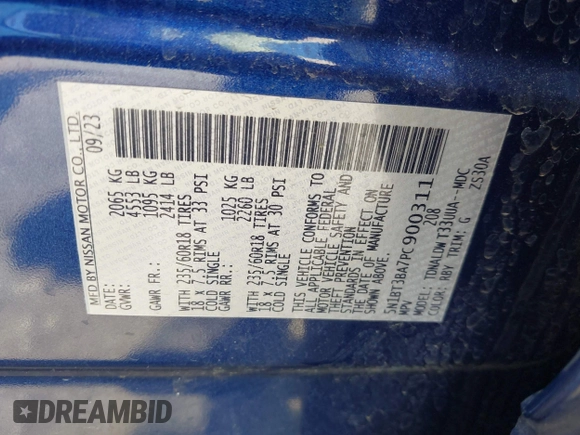 MFD BY NISSAN MOTOR CO., LTD.
DATE: 09/23
GVWR: 2065 KG
4553 LB
GAWR FR: 1095 KG
2414 LB
WITH 235/60R18 TIRES
18 X 7.5 RIMS AT 33 PSI
COLD SINGLE
GAWR RR: 1025 KG
2260 LB
WITH 235/60R18 TIRES
18 X 7.5 RIMS AT 30 PSI
COLD SINGLE
THIS VEHICLE CONFORMS TO
ALL APPLICABLE FEDERAL
MOTOR VEHICLE SAFETY AND
THEFT PREVENTION
STANDARDS IN EFFECT ON
THE DATE OF MANUFACTURE
SHOWN ABOVE.
5N1BT3BA7PC900311
MPV 208
MODEL: TDNALDW T33UUA--MDC
COLOR: RBY TRIM: G ZS30A
DREAMBID